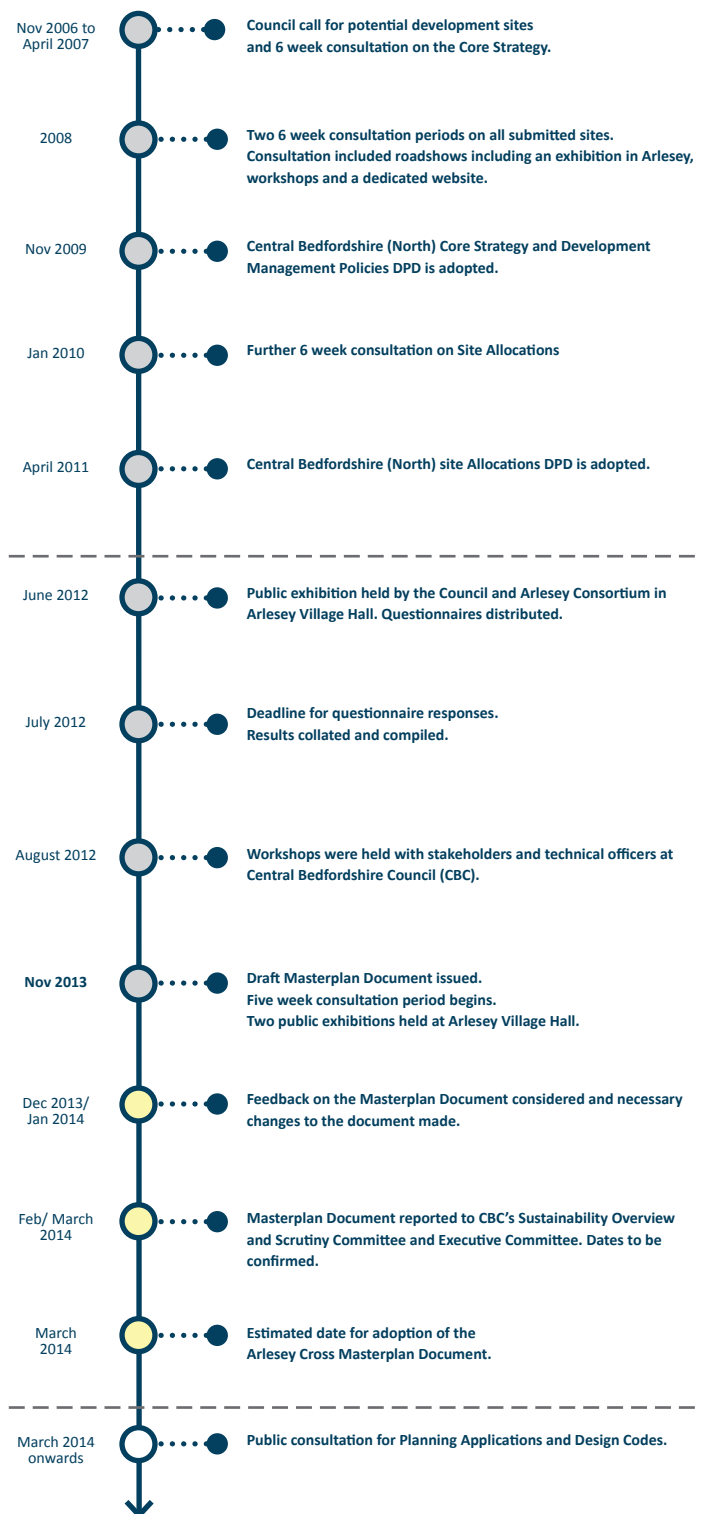 Nov 2006 to
April 2007
Council call for potential development sites
and 6 week consultation on the Core Strategy.
2008
Two 6 week consultation periods on all submitted sites.
Consultation included roadshows including an exhibition in Arlesey,
workshops and a dedicated website.
Nov 2009
Central Bedfordshire (North) Core Strategy and Development
Management Policies DPD is adopted.
Jan 2010
Further 6 week consultation on Site Allocations
April 2011
Central Bedfordshire (North) site Allocations DPD is adopted.
June 2012
Public exhibition held by the Council and Arlesey Consortium in
Arlesey Village Hall. Questionnaires distributed.
July 2012
Deadline for questionnaire responses.
Results collated and compiled.
August 2012
Workshops were held with stakeholders and technical officers at
Central Bedfordshire Council (CBC).
Nov 2013
Draft Masterplan Document issued.
Five week consultation period begins.
Two public exhibitions held at Arlesey Village Hall.
Dec 2013/
Jan 2014
Feedback on the Masterplan Document considered and necessary
changes to the document made.
Feb/ March
2014
Masterplan Document reported to CBC's Sustainability Overview
and Scrutiny Committee and Executive Committee. Dates to be
confirmed.
March
2014
Estimated date for adoption of the
Arlesey Cross Masterplan Document.
March 2014
onwards
Public consultation for Planning Applications and Design Codes.